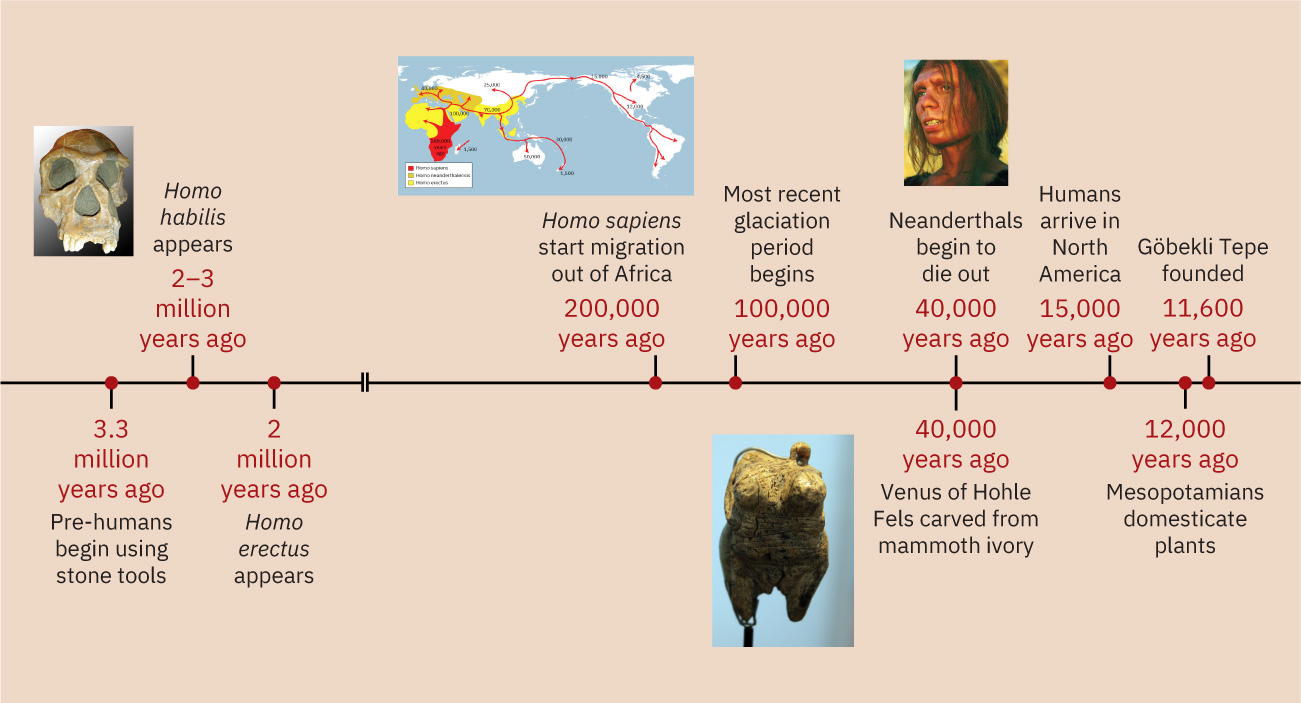 Homo
habilis
appears
2–3
million
years ago
3.3
million
years ago
Pre-humans
begin using
stone tools
2
million
years ago
Homo
erectus
appears
40,000
25,000
15,000
4,500
12,000
100,000
70,000
years
ago
1,500
50,000
30,000
1,500
Homo sapiens
Homo neanderthalensis
Homo erectus
Homo sapiens
start migration
out of Africa
200,000
years ago
Most recent
glaciation
period
begins
100,000
years ago
Neanderthals
begin to
die out
40,000
years ago
40,000
years ago
Venus of Hohle
Fels carved from
mammoth ivory
Humans
arrive in
North
America
15,000
years ago
Göbekli Tepe
founded
11,600
years ago
12,000
years ago
Mesopotamians
domesticate
plants